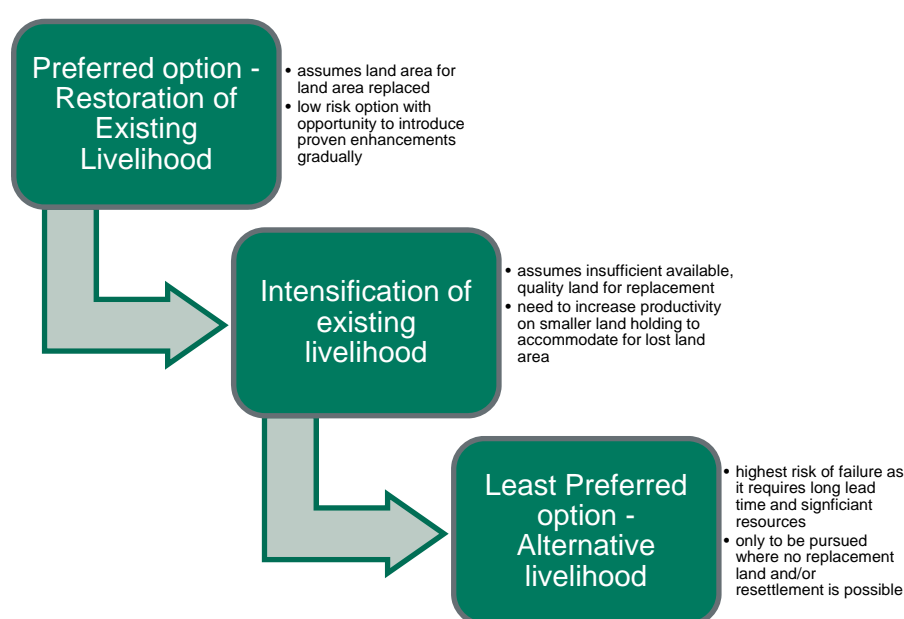 Preferred option -
Restoration of
Existing
Livelihood
• assumes land area for
land area replaced
• low risk option with
opportunity to introduce
proven enhancements
gradually
Intensification of
existing
livelihood
• assumes insufficient available,
quality land for replacement
• need to increase productivity
on smaller land holding to
accommodate for lost land
area
Least Preferred
option -
Alternative
livelihood
• highest risk of failure as
it requires long lead
time and signficiant
resources
• only to be pursued
where no replacement
land and/or
resettlement is possible